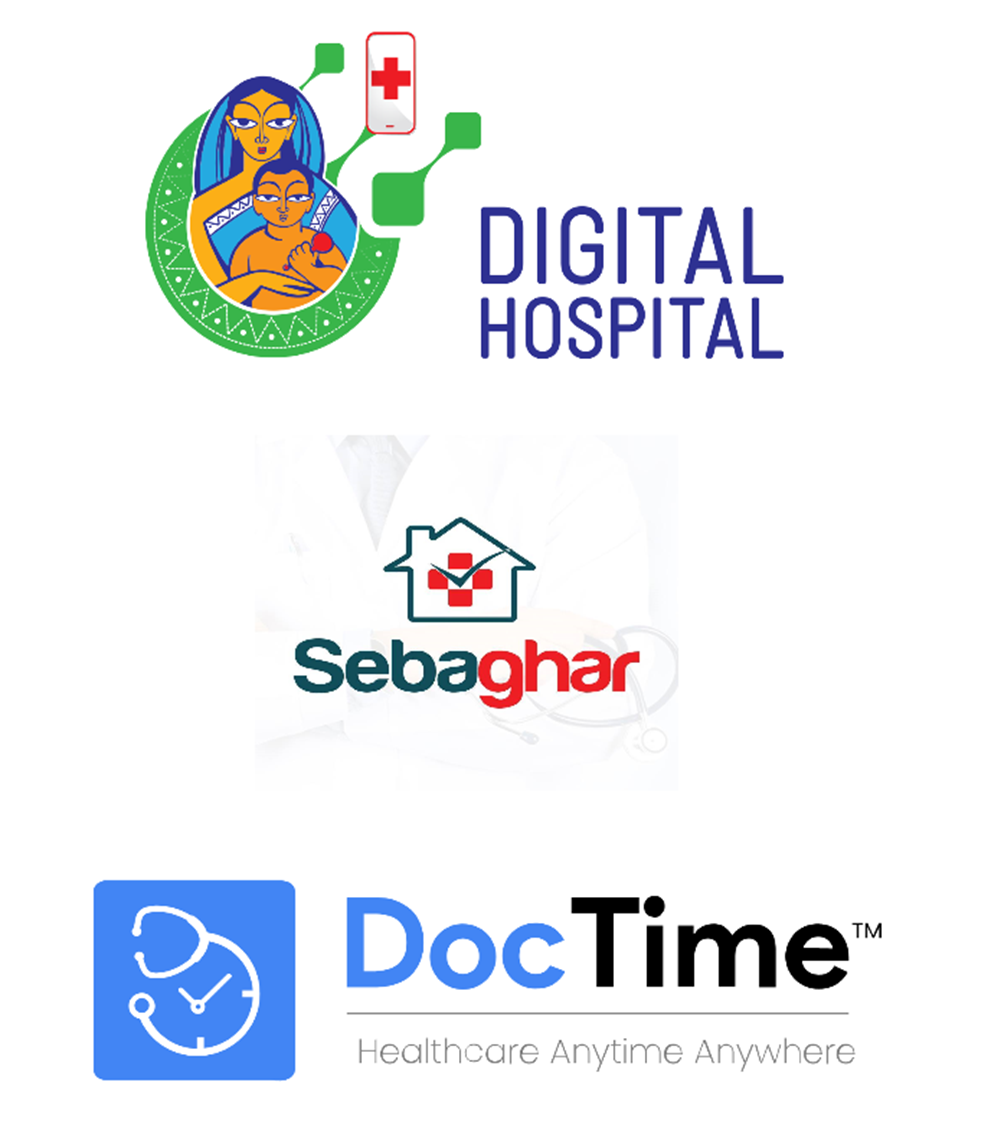 DIGITAL
HOSPITAL
Sebaghar
DocTime™
Healthcare Anytime Anywhere